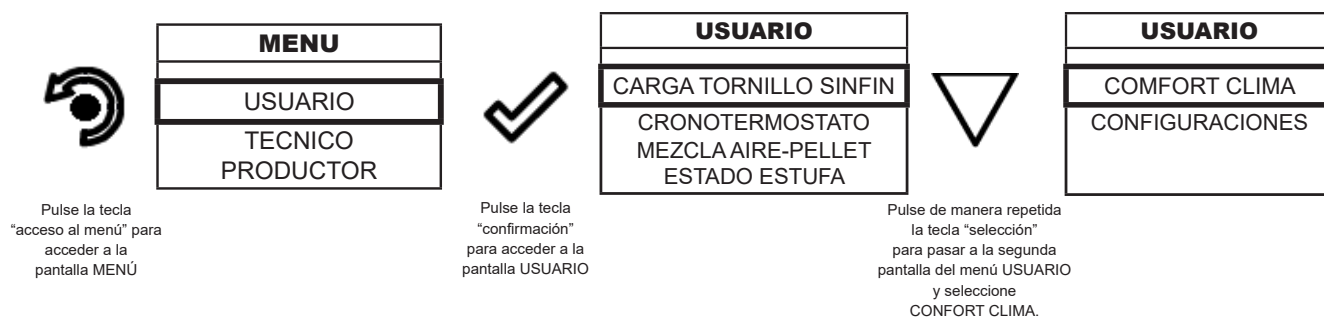 MENU
USUARIO
TECNICO
PRODUCTOR
Pulse la tecla
“acceso al menú” para
acceder a la
pantalla MENÚ
Pulse la tecla
“confirmación”
para acceder a la
pantalla USUARIO
USUARIO
CARGA TORNILLO SINFIN
CRONOTERMOSTATO
MEZCLA AIRE-PELLET
ESTADO ESTUFA
Pulse de manera repetida
la tecla “selección”
para pasar a la segunda
pantalla del menú USUARIO
y seleccione
CONFORT CLIMA.
USUARIO
COMFORT CLIMA
CONFIGURACIONES